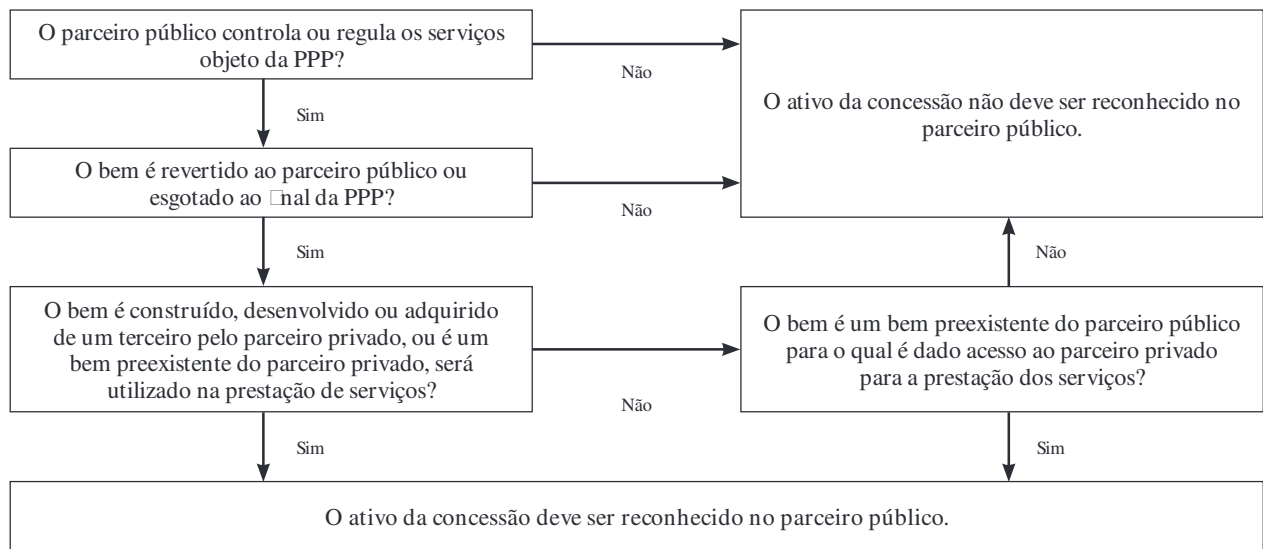 O parceiro público controla ou regula os serviços
objeto da PPP?
Não
O ativo da concessão não deve ser reconhecido no
parceiro público.
Sim
O bem é revertido ao parceiro público ou
esgotado ao □nal da PPP?
Não
Sim
Não
O bem é construído, desenvolvido ou adquirido
de um terceiro pelo parceiro privado, ou é um
bem preexistente do parceiro privado, será
utilizado na prestação de serviços?
Não
O bem é um bem preexistente do parceiro público
para o qual é dado acesso ao parceiro privado
para a prestação dos serviços?
Sim
Sim
O ativo da concessão deve ser reconhecido no parceiro público.